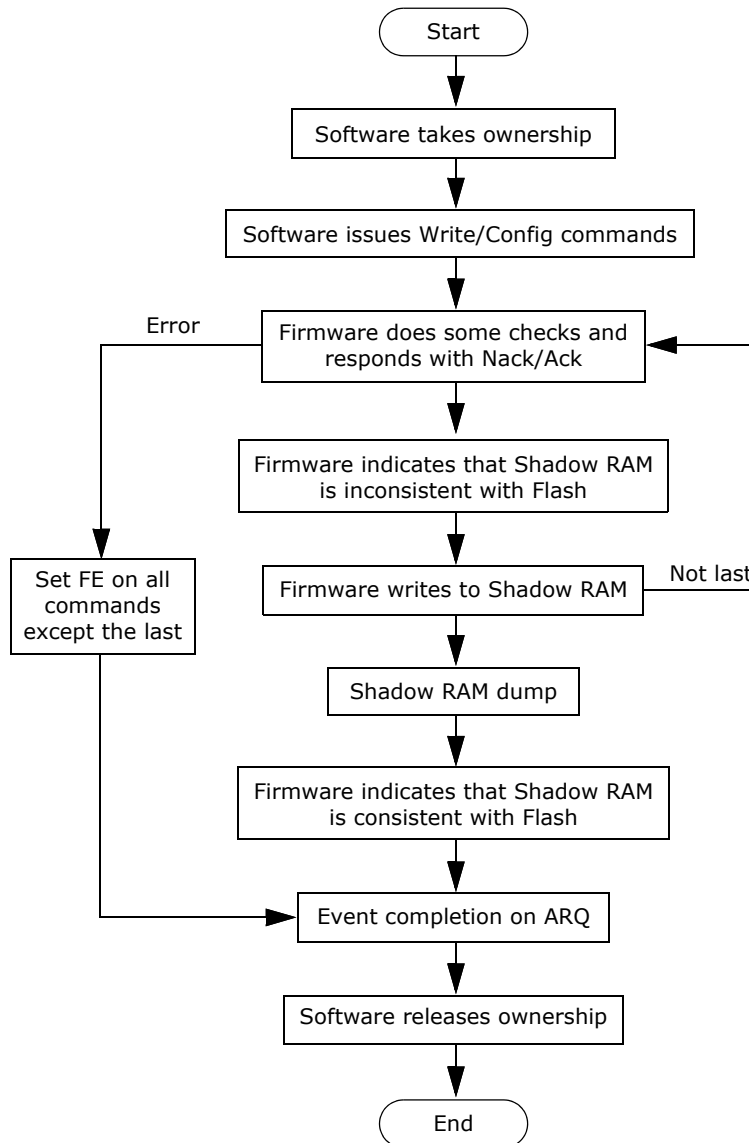 Start
Software takes ownership
Software issues Write/Config commands
Error
Firmware does some checks and
responds with Nack/Ack
Firmware indicates that Shadow RAM
is inconsistent with Flash
Set FE on all
commands
except the last
Firmware writes to Shadow RAM
Not last
Shadow RAM dump
Firmware indicates that Shadow RAM
is consistent with Flash
Event completion on ARQ
Software releases ownership
End